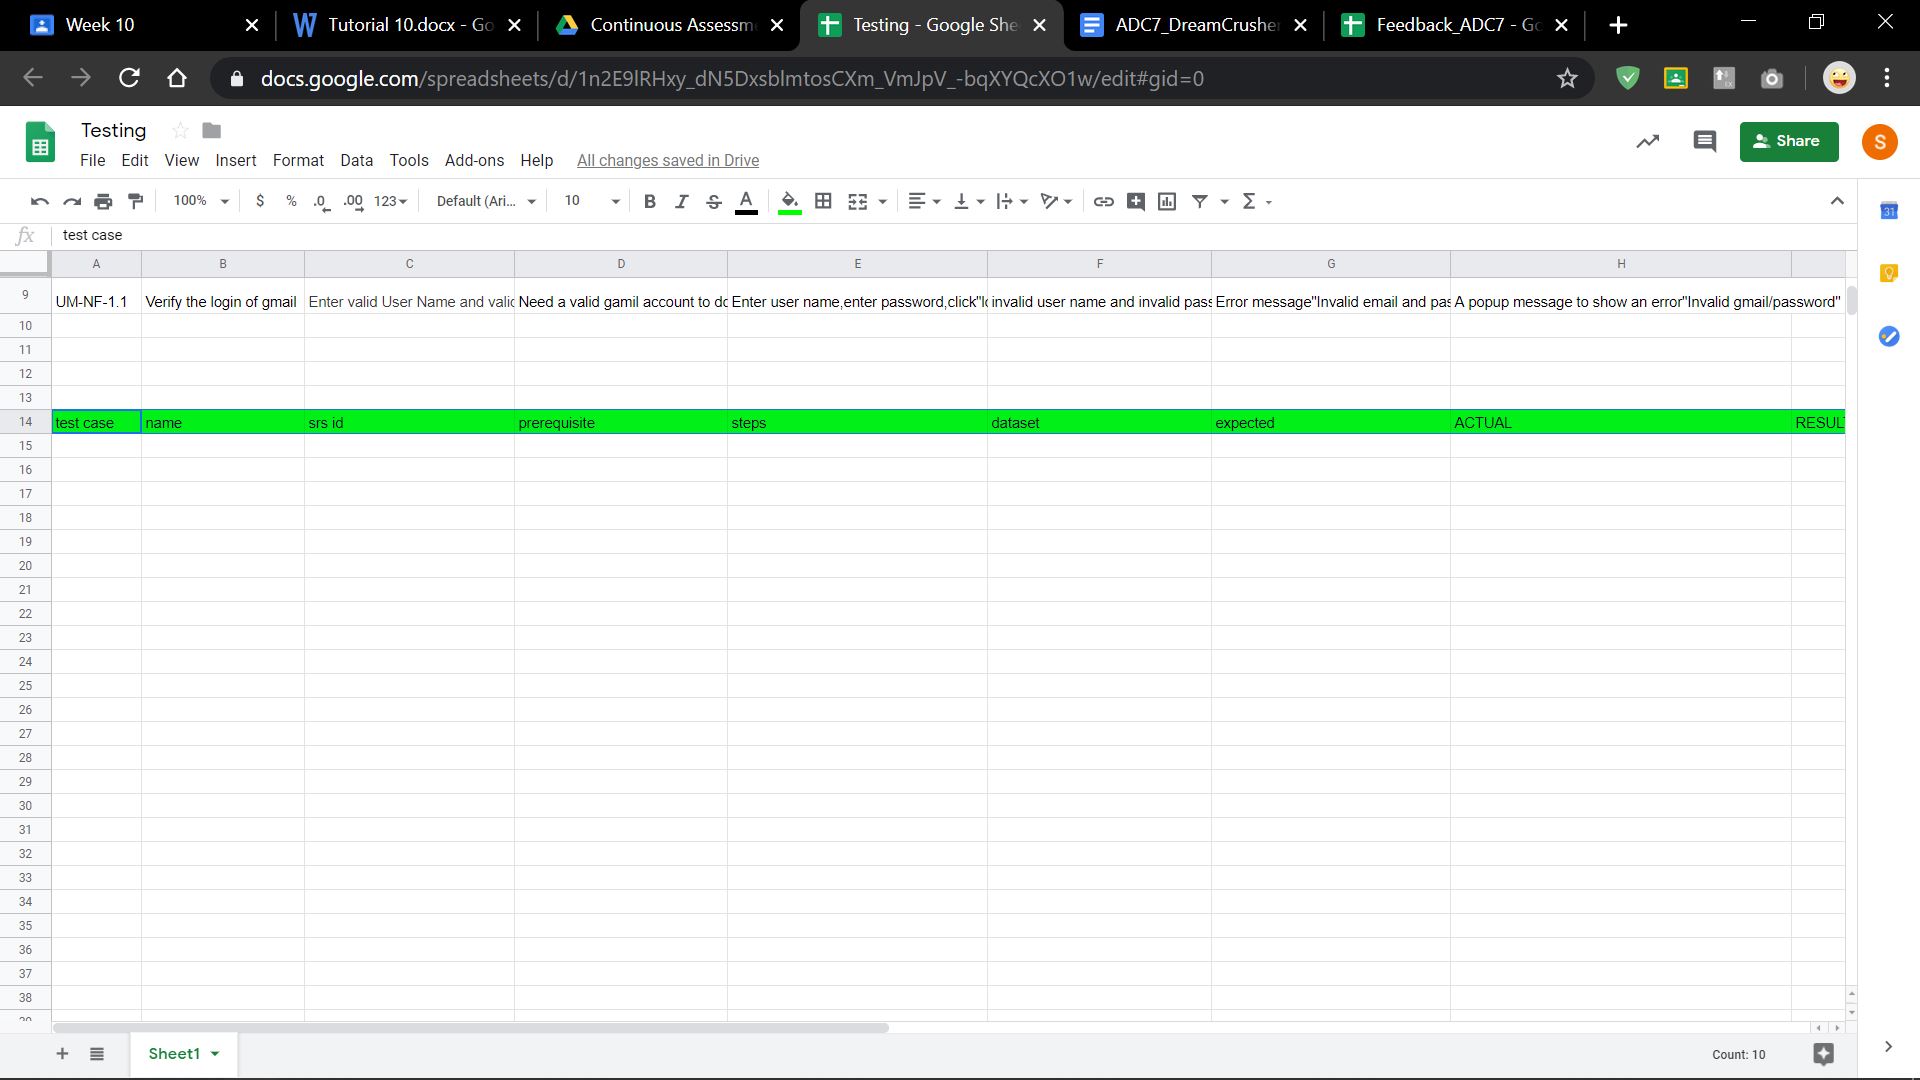 Week 10
Tutorial 10.docx - Go
Continuous Assessm
Testing - Google She
ADC7_DreamCrusher
Feedback_ADC7 - Go
docs.google.com/spreadsheets/d/1n2E9lRHxy_dN5DxsblmtosCXm_VmJpV_-bqXYQcXO1w/edit#gid=0
Testing
File Edit View Insert Format Data Tools Add-ons Help All changes saved in Drive
Share
S
100% $ % .0 .00 123 Default (Ari... 10 B I S A
31
fx test case
A B C D E F G H
9 UM-NF-1.1 Verify the login of gmail Enter valid User Name and valid Need a valid gamil account to do Enter user name,enter password,click"lo invalid user name and invalid pass Error message"Invalid email and pas A popup message to show an error"Invalid gmail/password"
10
11
12
13
14 test case name srs id prerequisite steps dataset expected ACTUAL RESUL
15
16
17
18
19
20
21
22
23
24
25
26
27
28
29
30
31
32
33
34
35
36
37
38
Sheet1
Count: 10